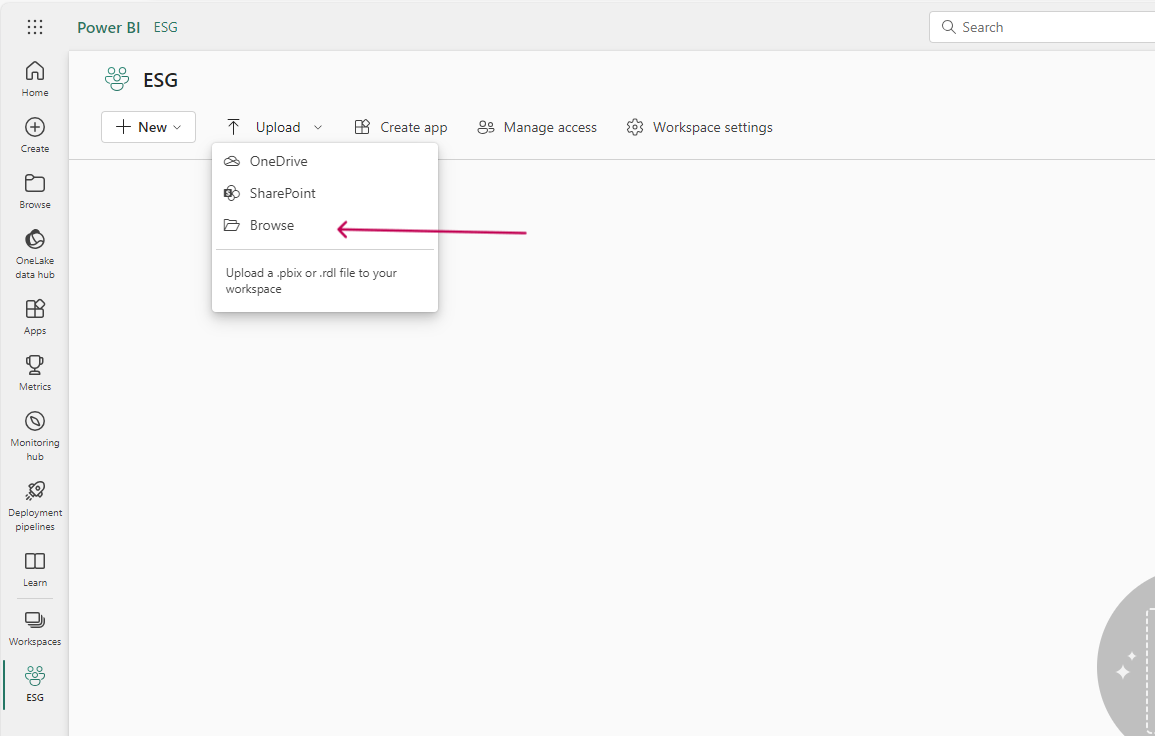 Power BI ESG
Search
Home
Create
Browse
OneLake
data hub
Apps
Metrics
Monitoring
hub
Deployment
pipelines
Learn
Workspaces
ESG
ESG
New
Upload
Create app
Manage access
Workspace settings
OneDrive
SharePoint
Browse
Upload a .pbix or .rdl file to your
workspace